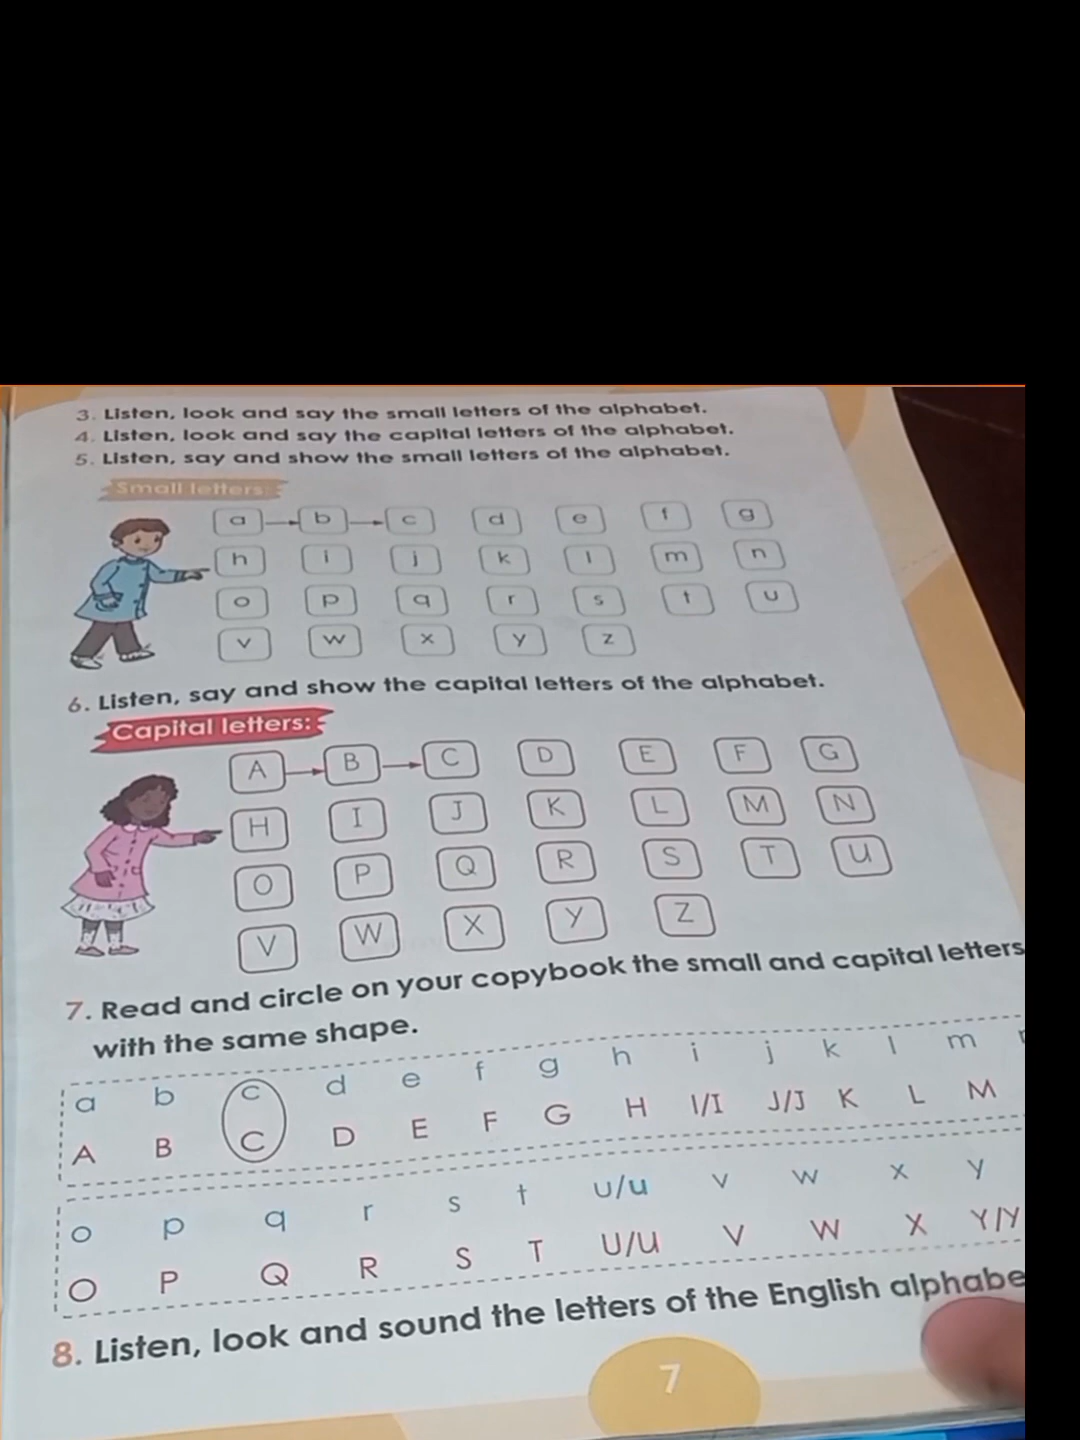 3. Listen, look and say the small letters of the alphabet.
4. Listen, look and say the capital letters of the alphabet.
5. Listen, say and show the small letters of the alphabet.
Small letters:
a b c d e f g
h i j k l m n
o p q r s t u
v w x y z
6. Listen, say and show the capital letters of the alphabet.
Capital letters:
A B C D E F G
H I J K L M N
O P Q R S T U
V W X Y Z
7. Read and circle on your copybook the small and capital letters
with the same shape.
a b c d e f g h i j k l m
A B C D E F G H I/I J/J K L M
o p q r s t u/u v w x y
O P Q R S T U/U V W X Y/Y
8. Listen, look and sound the letters of the English alphabe
7